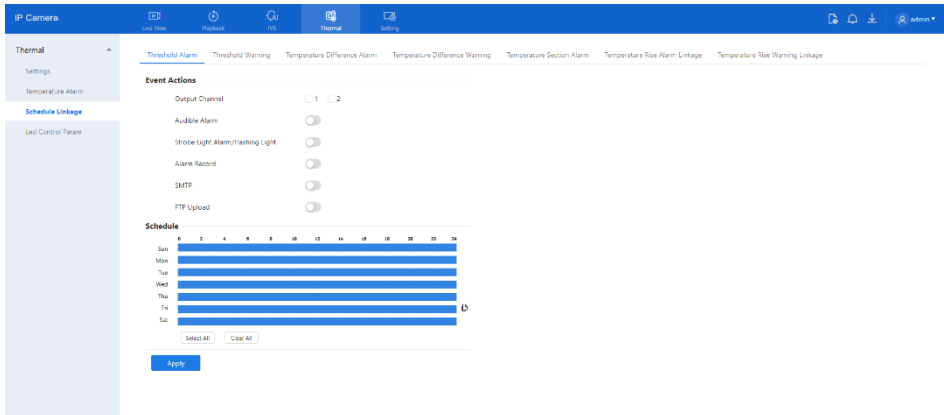 IP Camera
Live View Playback IVS Thermal Setting
admin
Thermal
Settings
Temperature Alarm
Schedule Linkage
Led Control Param
Threshold Alarm Threshold Warning Temperature Difference Alarm Temperature Difference Warning Temperature Section Alarm Temperature Rise Alarm Linkage Temperature Rise Warning Linkage
Event Actions
Output Channel 1 2
Audible Alarm
Strobe Light Alarm/Flashing Light
Alarm Record
SMTP
FTP Upload
Schedule
0 2 4 6 8 10 12 14 16 18 20 22 24
Sun
Mon
Tue
Wed
Thu
Fri
Sat
Select All Clear All
Apply